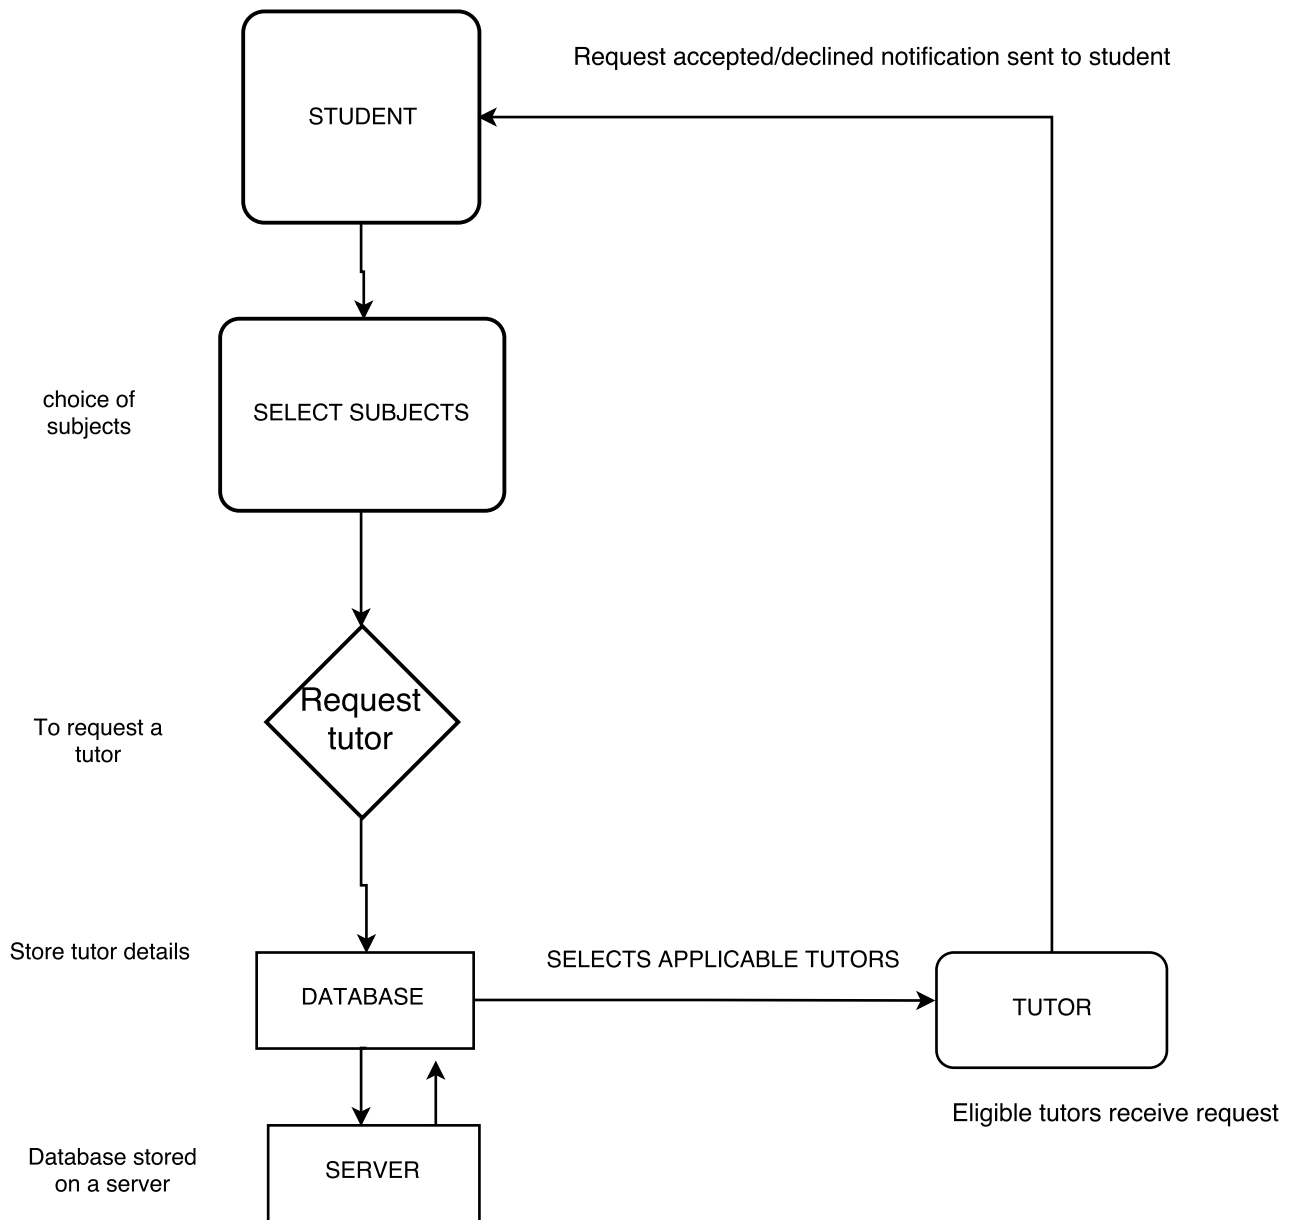 Request accepted/declined notification sent to student
STUDENT
choice of
subjects
SELECT SUBJECTS
Request
tutor
To request a
tutor
Store tutor details
SELECTS APPLICABLE TUTORS
DATABASE
TUTOR
Eligible tutors receive request
Database stored
on a server
SERVER